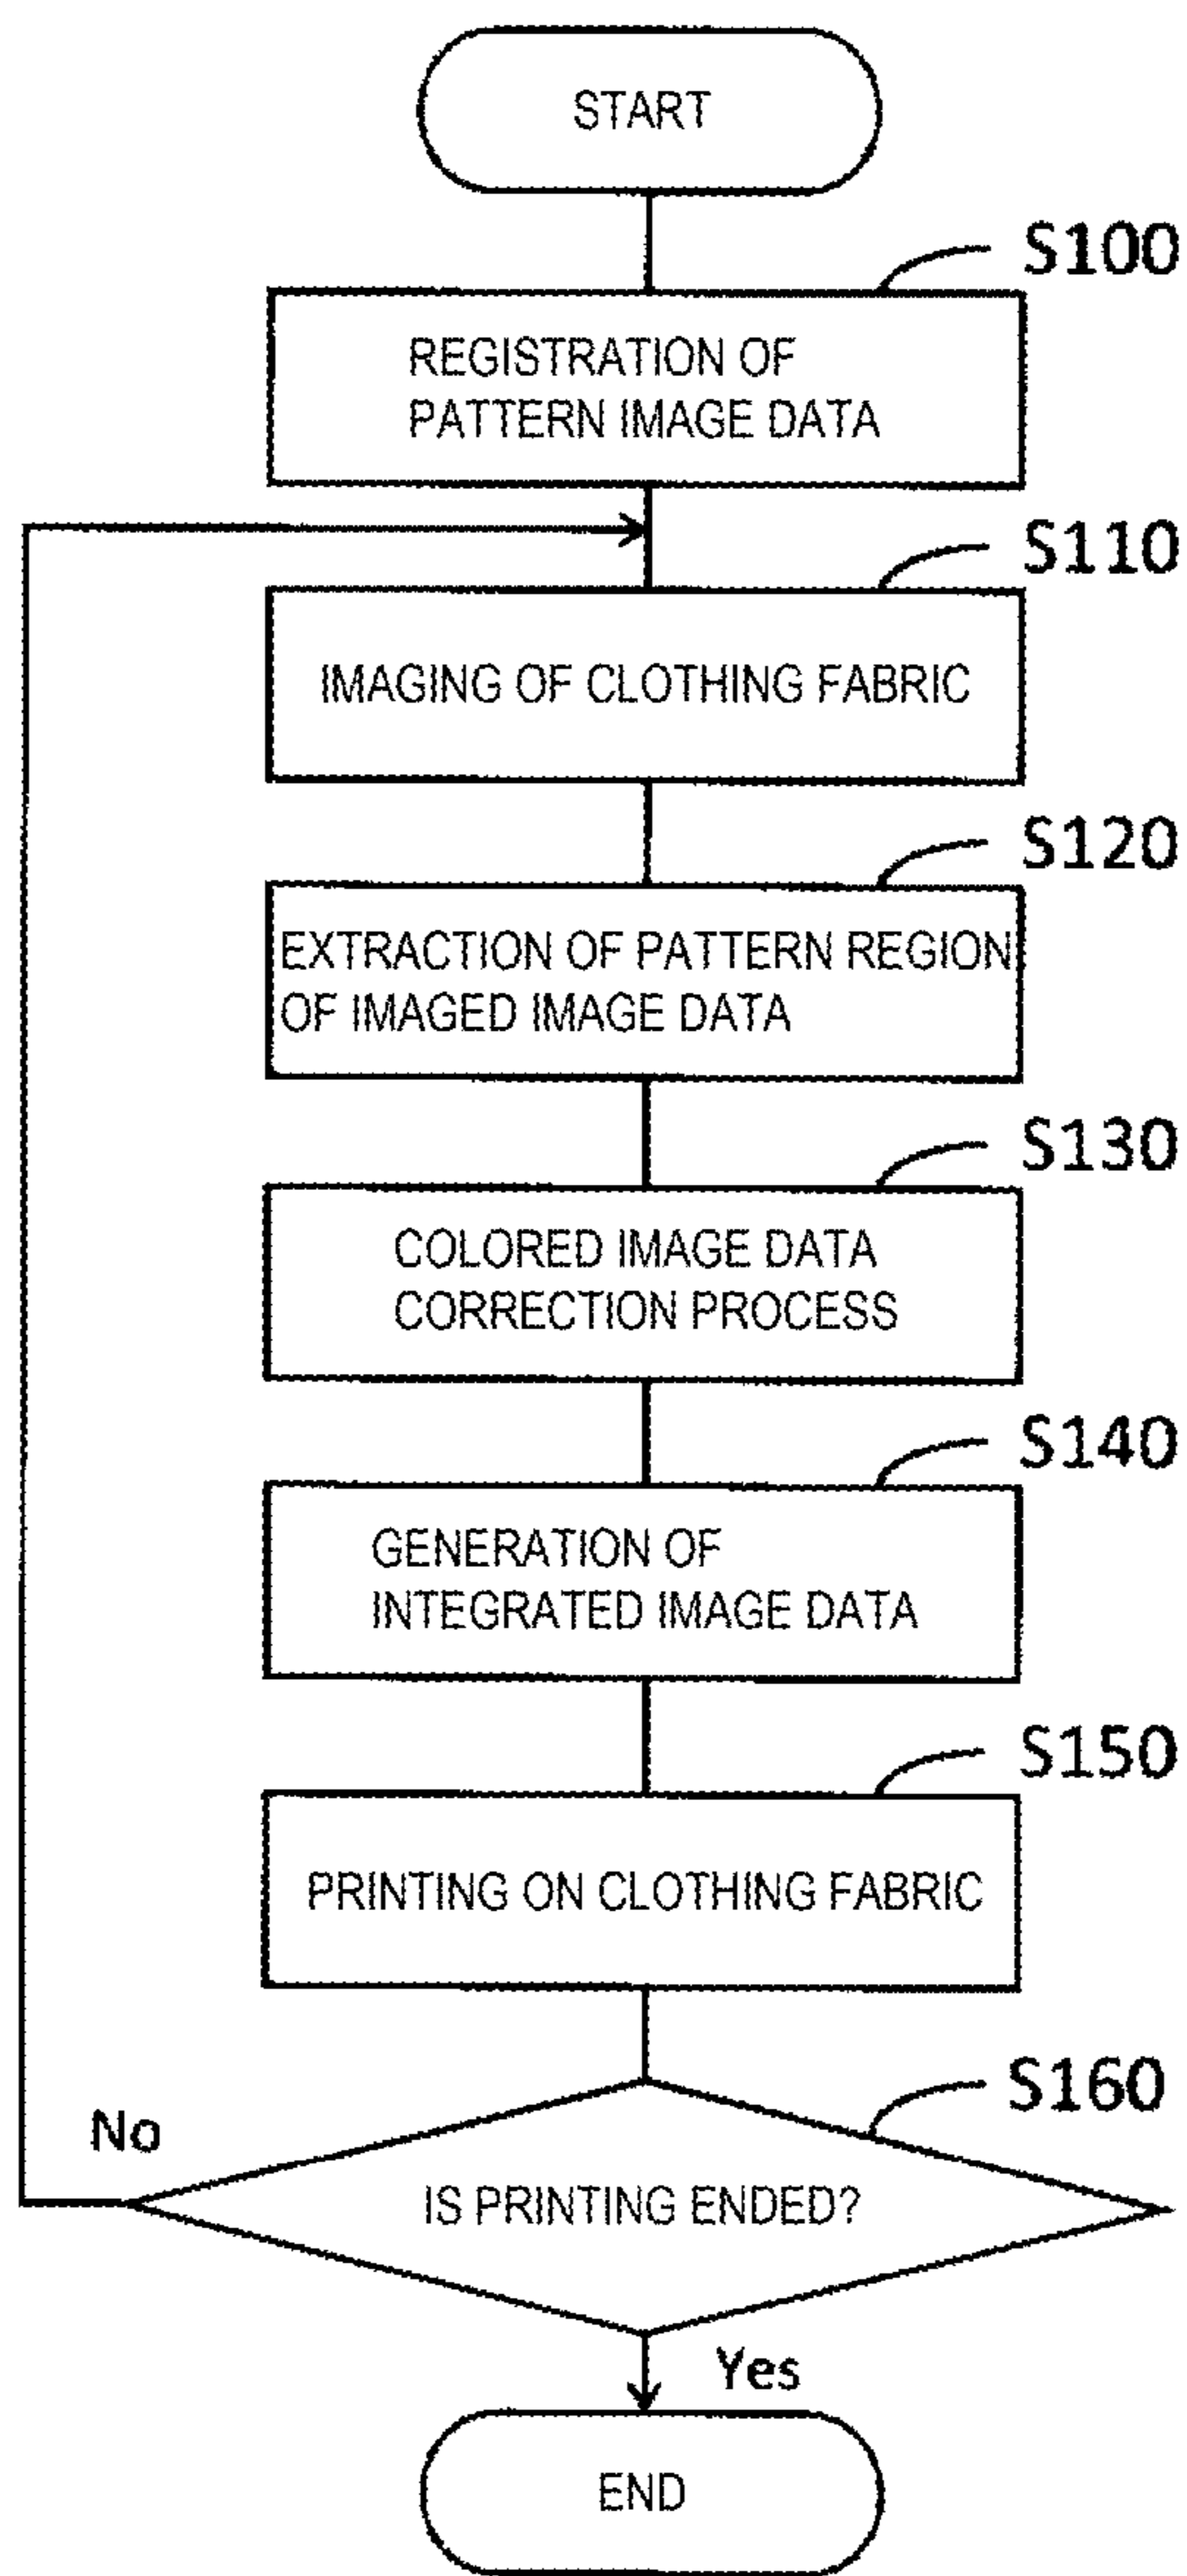 START
S100
REGISTRATION OF
PATTERN IMAGE DATA
S110
IMAGING OF CLOTHING FABRIC
S120
EXTRACTION OF PATTERN REGION
OF IMAGED IMAGE DATA
S130
COLORED IMAGE DATA
CORRECTION PROCESS
S140
GENERATION OF
INTEGRATED IMAGE DATA
S150
PRINTING ON CLOTHING FABRIC
S160
No
IS PRINTING ENDED?
Yes
END